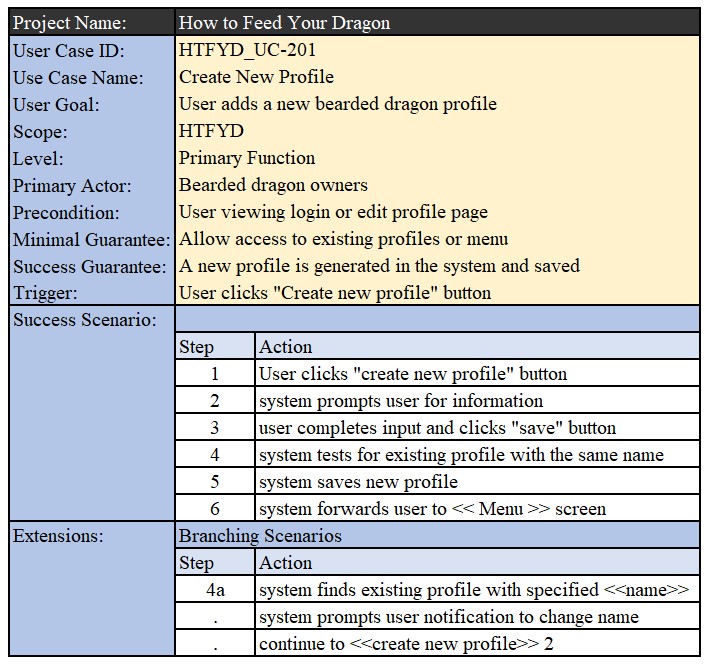 Project Name: How to Feed Your Dragon
User Case ID: HTFYD_UC-201
Use Case Name: Create New Profile
User Goal: User adds a new bearded dragon profile
Scope: HTFYD
Level: Primary Function
Primary Actor: Bearded dragon owners
Precondition: User viewing login or edit profile page
Minimal Guarantee: Allow access to existing profiles or menu
Success Guarantee: A new profile is generated in the system and saved
Trigger: User clicks "Create new profile" button
Success Scenario:
Step Action
1 User clicks "create new profile" button
2 system prompts user for information
3 user completes input and clicks "save" button
4 system tests for existing profile with the same name
5 system saves new profile
6 system forwards user to << Menu >> screen
Extensions: Branching Scenarios
Step Action
4a system finds existing profile with specified <<name>>
. system prompts user notification to change name
. continue to <<create new profile>> 2